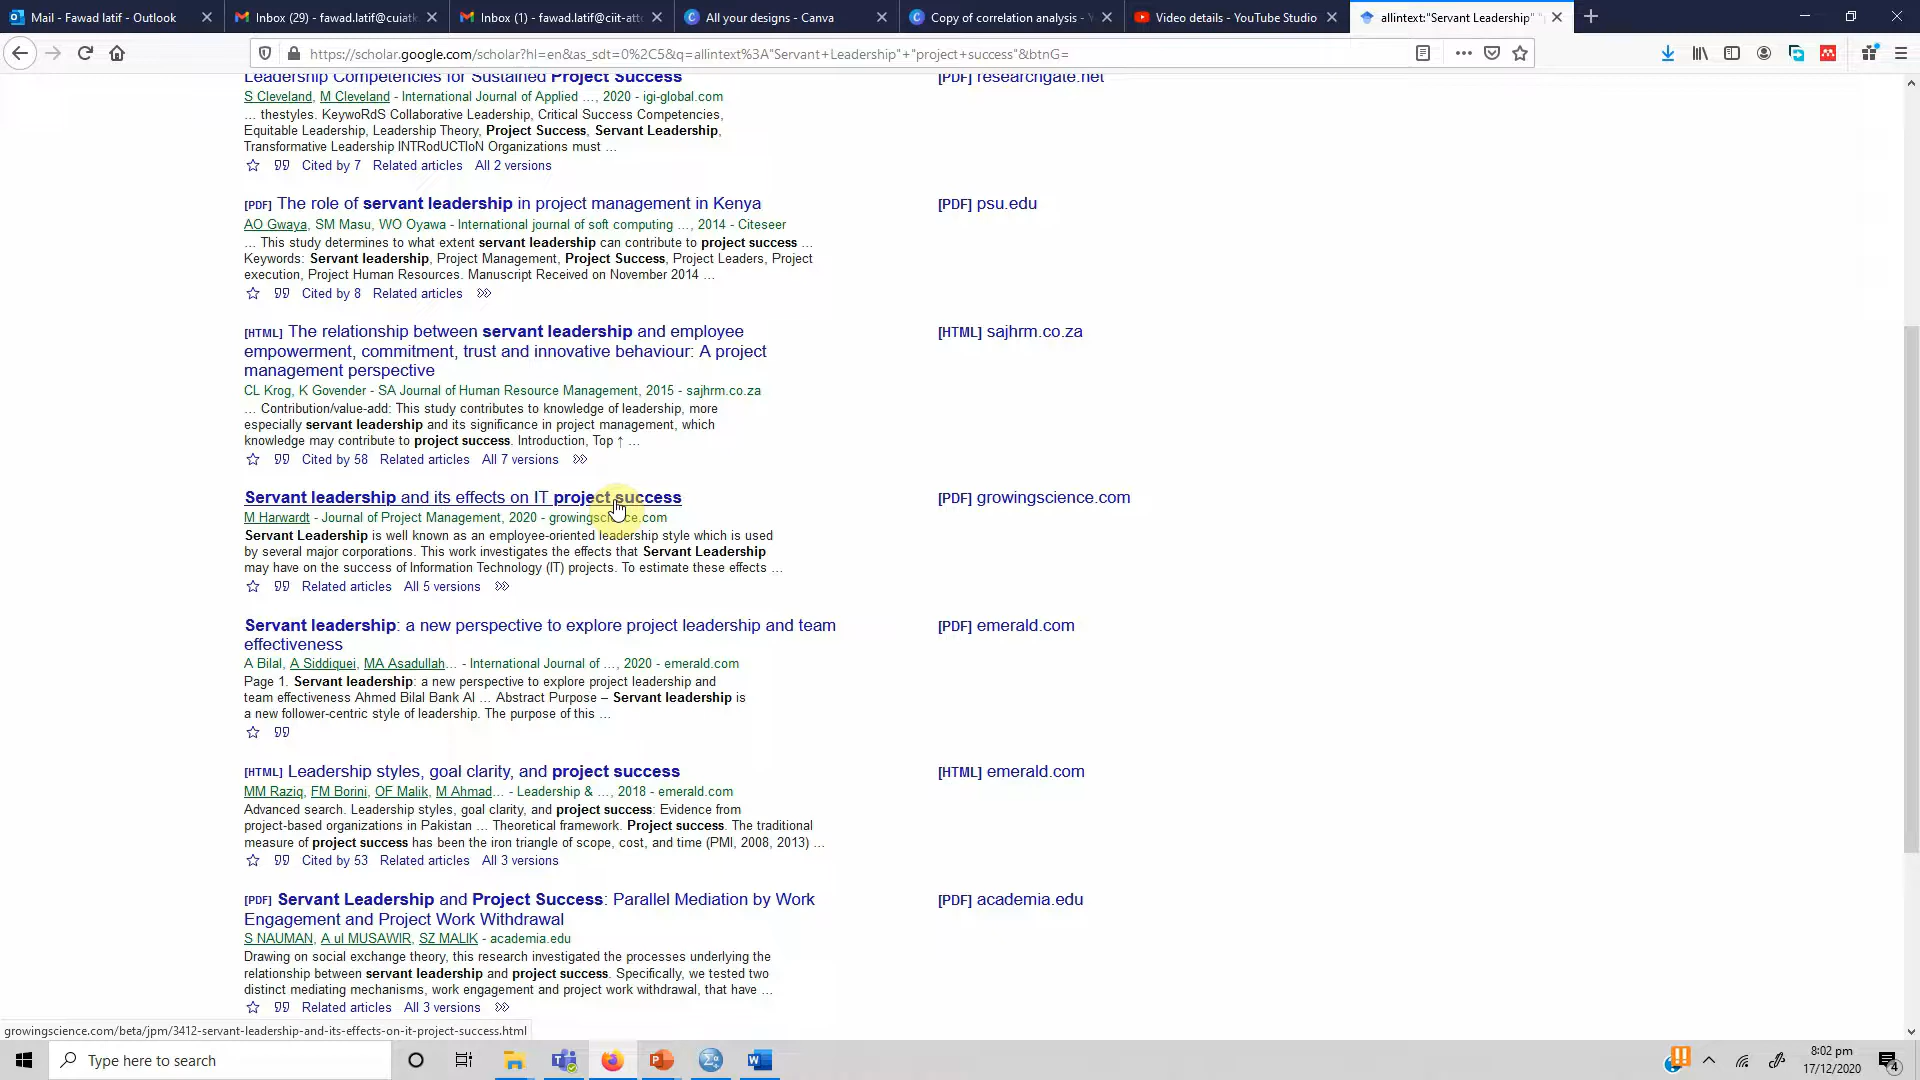 Mail - Fawad latif - Outlook
Inbox (29) - fawad.latif@cuiatk
Inbox (1) - fawad.latif@ciit-att
All your designs - Canva
Copy of correlation analysis -
Video details - YouTube Studio
allintext:"Servant Leadership"
https://scholar.google.com/scholar?hl=en&as_sdt=0%2C5&q=allintext%3A"Servant+Leadership"+"project+success"&btnG=
Leadership Competencies for Sustained Project Success
[PDF] researchgate.net
S Cleveland, M Cleveland - International Journal of Applied …, 2020 - igi-global.com
… thestyles. KeywoRdS Collaborative Leadership, Critical Success Competencies,
Equitable Leadership, Leadership Theory, Project Success, Servant Leadership,
Transformative Leadership INTRoduCTIoN Organizations must …
Cited by 7 Related articles All 2 versions
[PDF] The role of servant leadership in project management in Kenya
[PDF] psu.edu
AO Gwaya, SM Masu, WO Oyawa - International journal of soft computing …, 2014 - Citeseer
… This study determines to what extent servant leadership can contribute to project success …
Keywords: Servant leadership, Project Management, Project Success, Project Leaders, Project
execution, Project Human Resources. Manuscript Received on November 2014 …
Cited by 8 Related articles
[HTML] The relationship between servant leadership and employee
[HTML] sajhrm.co.za
empowerment, commitment, trust and innovative behaviour: A project
management perspective
CL Krog, K Govender - SA Journal of Human Resource Management, 2015 - sajhrm.co.za
… Contribution/value-add: This study contributes to knowledge of leadership, more
especially servant leadership and its significance in project management, which
knowledge may contribute to project success. Introduction, Top ↑ …
Cited by 58 Related articles All 7 versions
Servant leadership and its effects on IT project success
[PDF] growingscience.com
M Harwardt - Journal of Project Management, 2020 - growingscience.com
Servant Leadership is well known as an employee-oriented leadership style which is used
by several major corporations. This work investigates the effects that Servant Leadership
may have on the success of Information Technology (IT) projects. To estimate these effects …
Related articles All 5 versions
Servant leadership: a new perspective to explore project leadership and team
[PDF] emerald.com
effectiveness
A Bilal, A Siddiquei, MA Asadullah… - International Journal of …, 2020 - emerald.com
Page 1. Servant leadership: a new perspective to explore project leadership and
team effectiveness Ahmed Bilal Bank Al … Abstract Purpose – Servant leadership is
a new follower-centric style of leadership. The purpose of this …
[HTML] Leadership styles, goal clarity, and project success
[HTML] emerald.com
MM Raziq, FM Borini, OF Malik, M Ahmad… - Leadership & …, 2018 - emerald.com
Advanced search. Leadership styles, goal clarity, and project success: Evidence from
project-based organizations in Pakistan … Theoretical framework. Project success. The traditional
measure of project success has been the iron triangle of scope, cost, and time (PMI, 2008, 2013) …
Cited by 53 Related articles All 3 versions
[PDF] Servant Leadership and Project Success: Parallel Mediation by Work
[PDF] academia.edu
Engagement and Project Work Withdrawal
S NAUMAN, A ul MUSAWIR, SZ MALIK - academia.edu
Drawing on social exchange theory, this research investigated the processes underlying the
relationship between servant leadership and project success. Specifically, we tested two
distinct mediating mechanisms, work engagement and project work withdrawal, that have …
Related articles All 3 versions
growingscience.com/beta/jpm/3412-servant-leadership-and-its-effects-on-it-project-success.html
Type here to search
8:02 pm
17/12/2020
4